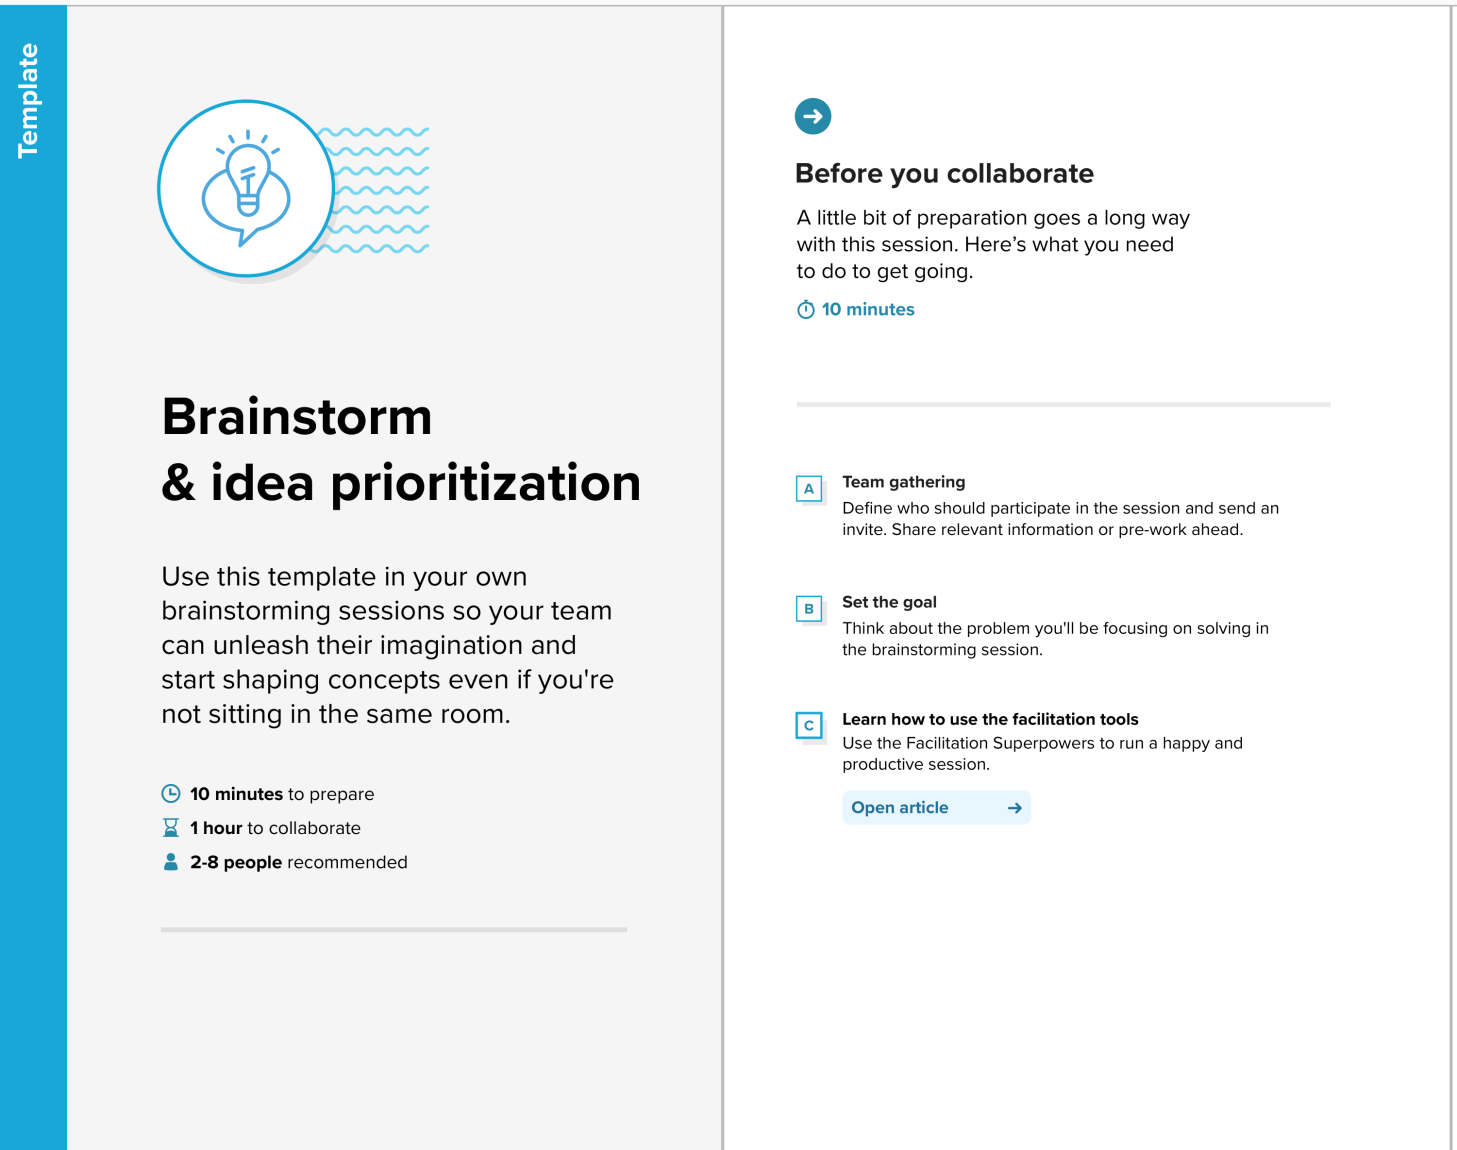 Template
Brainstorm
& idea prioritization
Use this template in your own
brainstorming sessions so your team
can unleash their imagination and
start shaping concepts even if you're
not sitting in the same room.
10 minutes to prepare
1 hour to collaborate
2-8 people recommended
Before you collaborate
A little bit of preparation goes a long way
with this session. Here’s what you need
to do to get going.
10 minutes
A
Team gathering
Define who should participate in the session and send an
invite. Share relevant information or pre-work ahead.
B
Set the goal
Think about the problem you'll be focusing on solving in
the brainstorming session.
C
Learn how to use the facilitation tools
Use the Facilitation Superpowers to run a happy and
productive session.
Open article